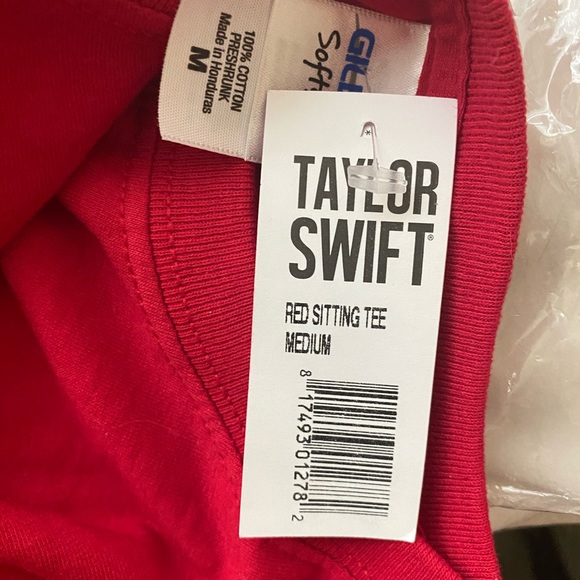 100% COTTON
PRESHRUNK
Made in Honduras
M
*
TAYLOR
SWIFT®
RED SITTING TEE
MEDIUM
8 17493 01278 2